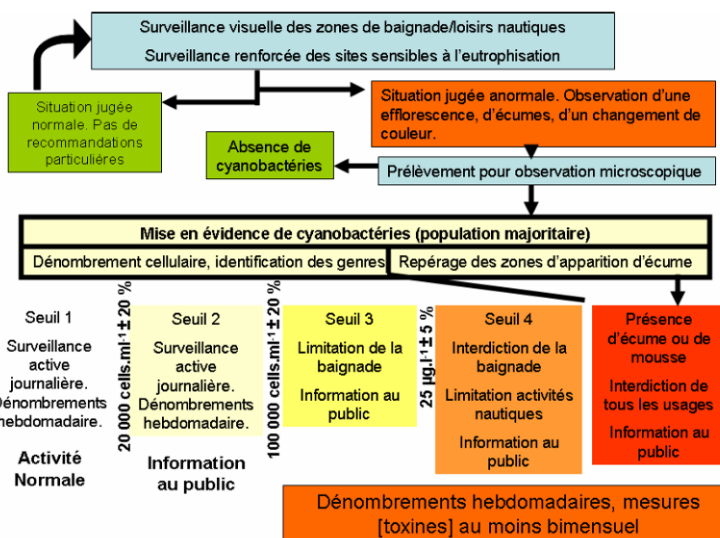 Surveillance visuelle des zones de baignade/loisirs nautiques
Surveillance renforcée des sites sensibles à l'eutrophisation
Situation jugée
normale. Pas de
recommandations
particulières
Situation jugée anormale. Observation d'une
efflorescence, d'écumes, d'un changement de
couleur.
Absence de
cyanobactéries
Prélèvement pour observation microscopique
Mise en évidence de cyanobactéries (population majoritaire)
Dénombrement cellulaire, identification des genres
Repérage des zones d'apparition d'écume
Seuil 1
Surveillance
active
journalière.
Dénombrements
hebdomadaire.
Activité
Normale
20 000 cells.ml-1 ± 20 %
Seuil 2
Surveillance
active
journalière.
Dénombrements
hebdomadaire.
Information
au public
100 000 cells.ml-1 ± 20 %
Seuil 3
Limitation de la
baignade
Information au
public
25 µg.l-1 ± 5 %
Seuil 4
Interdiction de la
baignade
Limitation activités
nautiques
Information au
public
Présence
d'écume ou de
mousse
Interdiction de
tous les usages
Information au
public
Dénombrements hebdomadaires, mesures
[toxines] au moins bimensuel